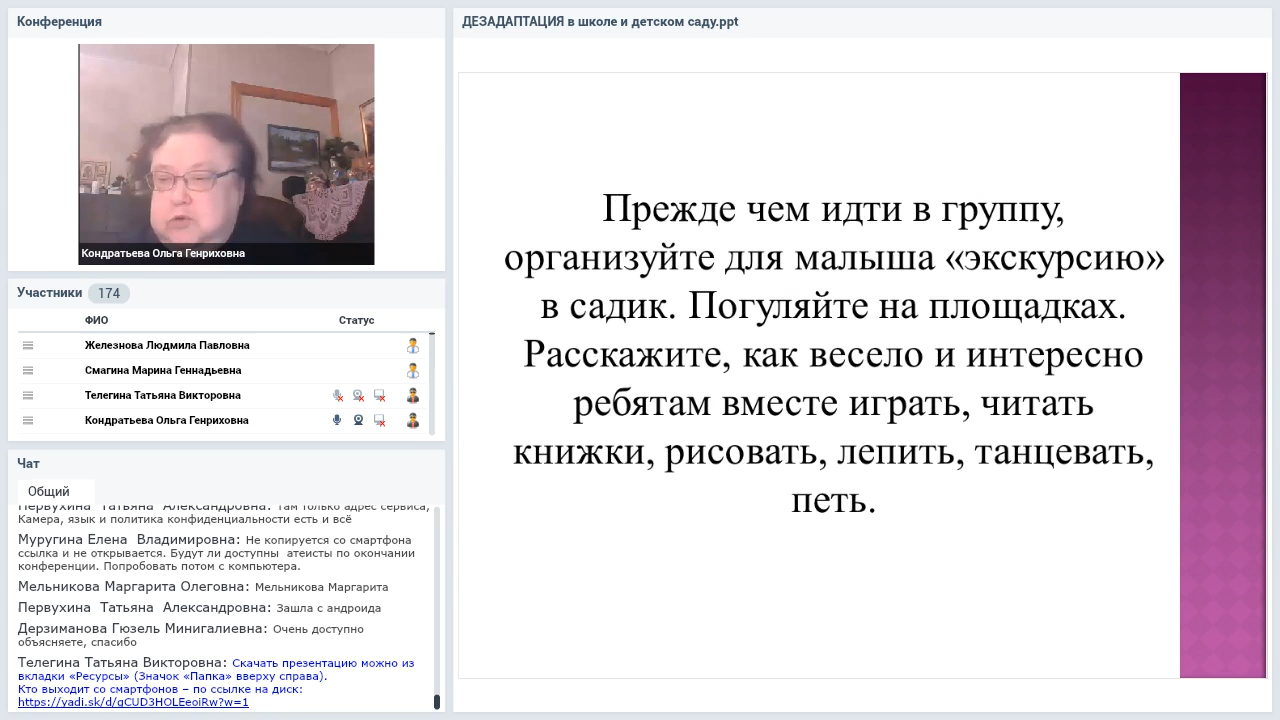 Конференция
Кондратьева Ольга Генриховна
Участники 174
ФИО Статус
Железнова Людмила Павловна
Смагина Марина Геннадьевна
Телегина Татьяна Викторовна
Кондратьева Ольга Генриховна
Чат
Общий
Первухина Татьяна Александровна: Там только адрес сервиса,
Камера, язык и политика конфиденциальности есть и всё
Муругина Елена Владимировна: Не копируется со смартфона
ссылка и не открывается. Будут ли доступны атеисты по окончании
конференции. Попробовать потом с компьютера.
Мельникова Маргарита Олеговна: Мельникова Маргарита
Первухина Татьяна Александровна: Зашла с андроида
Дерзиманова Гюзель Минигалиевна: Очень доступно
объясняете, спасибо
Телегина Татьяна Викторовна: Скачать презентацию можно из
вкладки «Ресурсы» (Значок «Папка» вверху справа).
Кто выходит со смартфонов – по ссылке на диск:
https://yadi.sk/d/gCUD3HOLEeoiRw?w=1
ДЕЗАДАПТАЦИЯ в школе и детском саду.ppt
Прежде чем идти в группу,
организуйте для малыша «экскурсию»
в садик. Погуляйте на площадках.
Расскажите, как весело и интересно
ребятам вместе играть, читать
книжки, рисовать, лепить, танцевать,
петь.